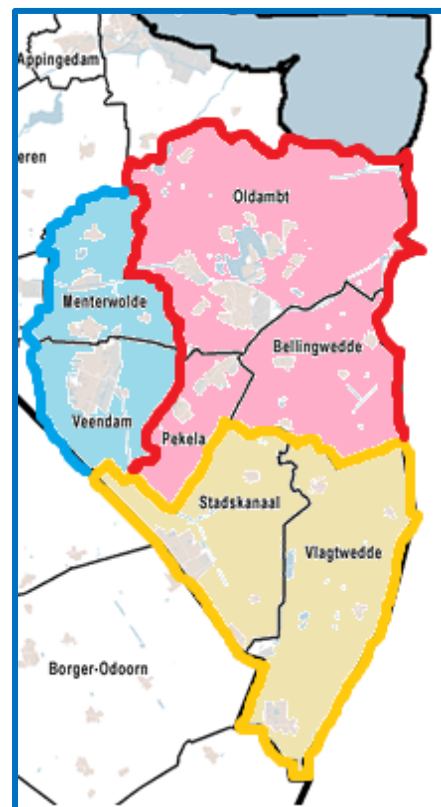 Appingedam
eren
Oldambt
Menterwolde
Bellingwedde
Veendam
Pekela
Stadskanaal
Vlagtwedde
Borger-Odoorn